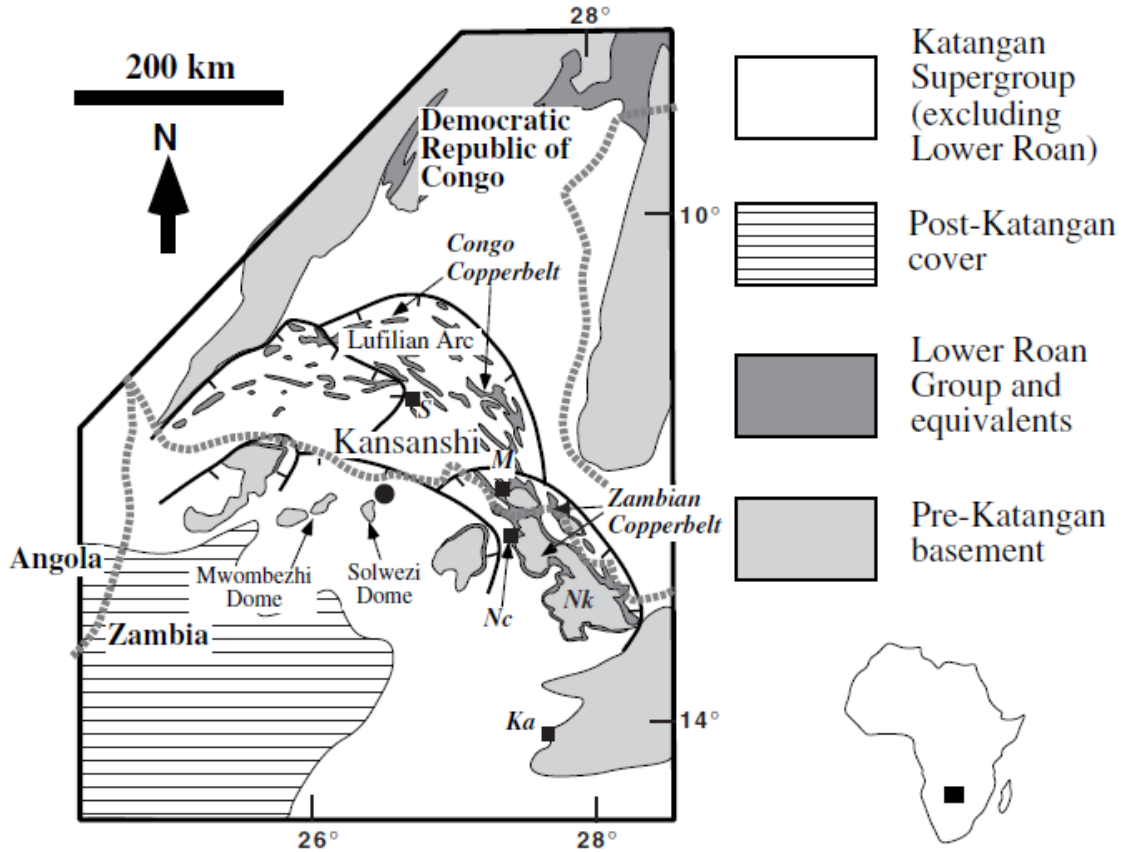 28°
200 km
N
Democratic
Republic of
Congo
10°
Congo
Copperbelt
Lufilian Arc
S
Kansanshi
M
Zambian
Copperbelt
Angola
Mwombezhi
Dome
Solwezi
Dome
Nc
Nk
Zambia
Ka
14°
26°
28°
Katangan
Supergroup
(excluding
Lower Roan)
Post-Katangan
cover
Lower Roan
Group and
equivalents
Pre-Katangan
basement